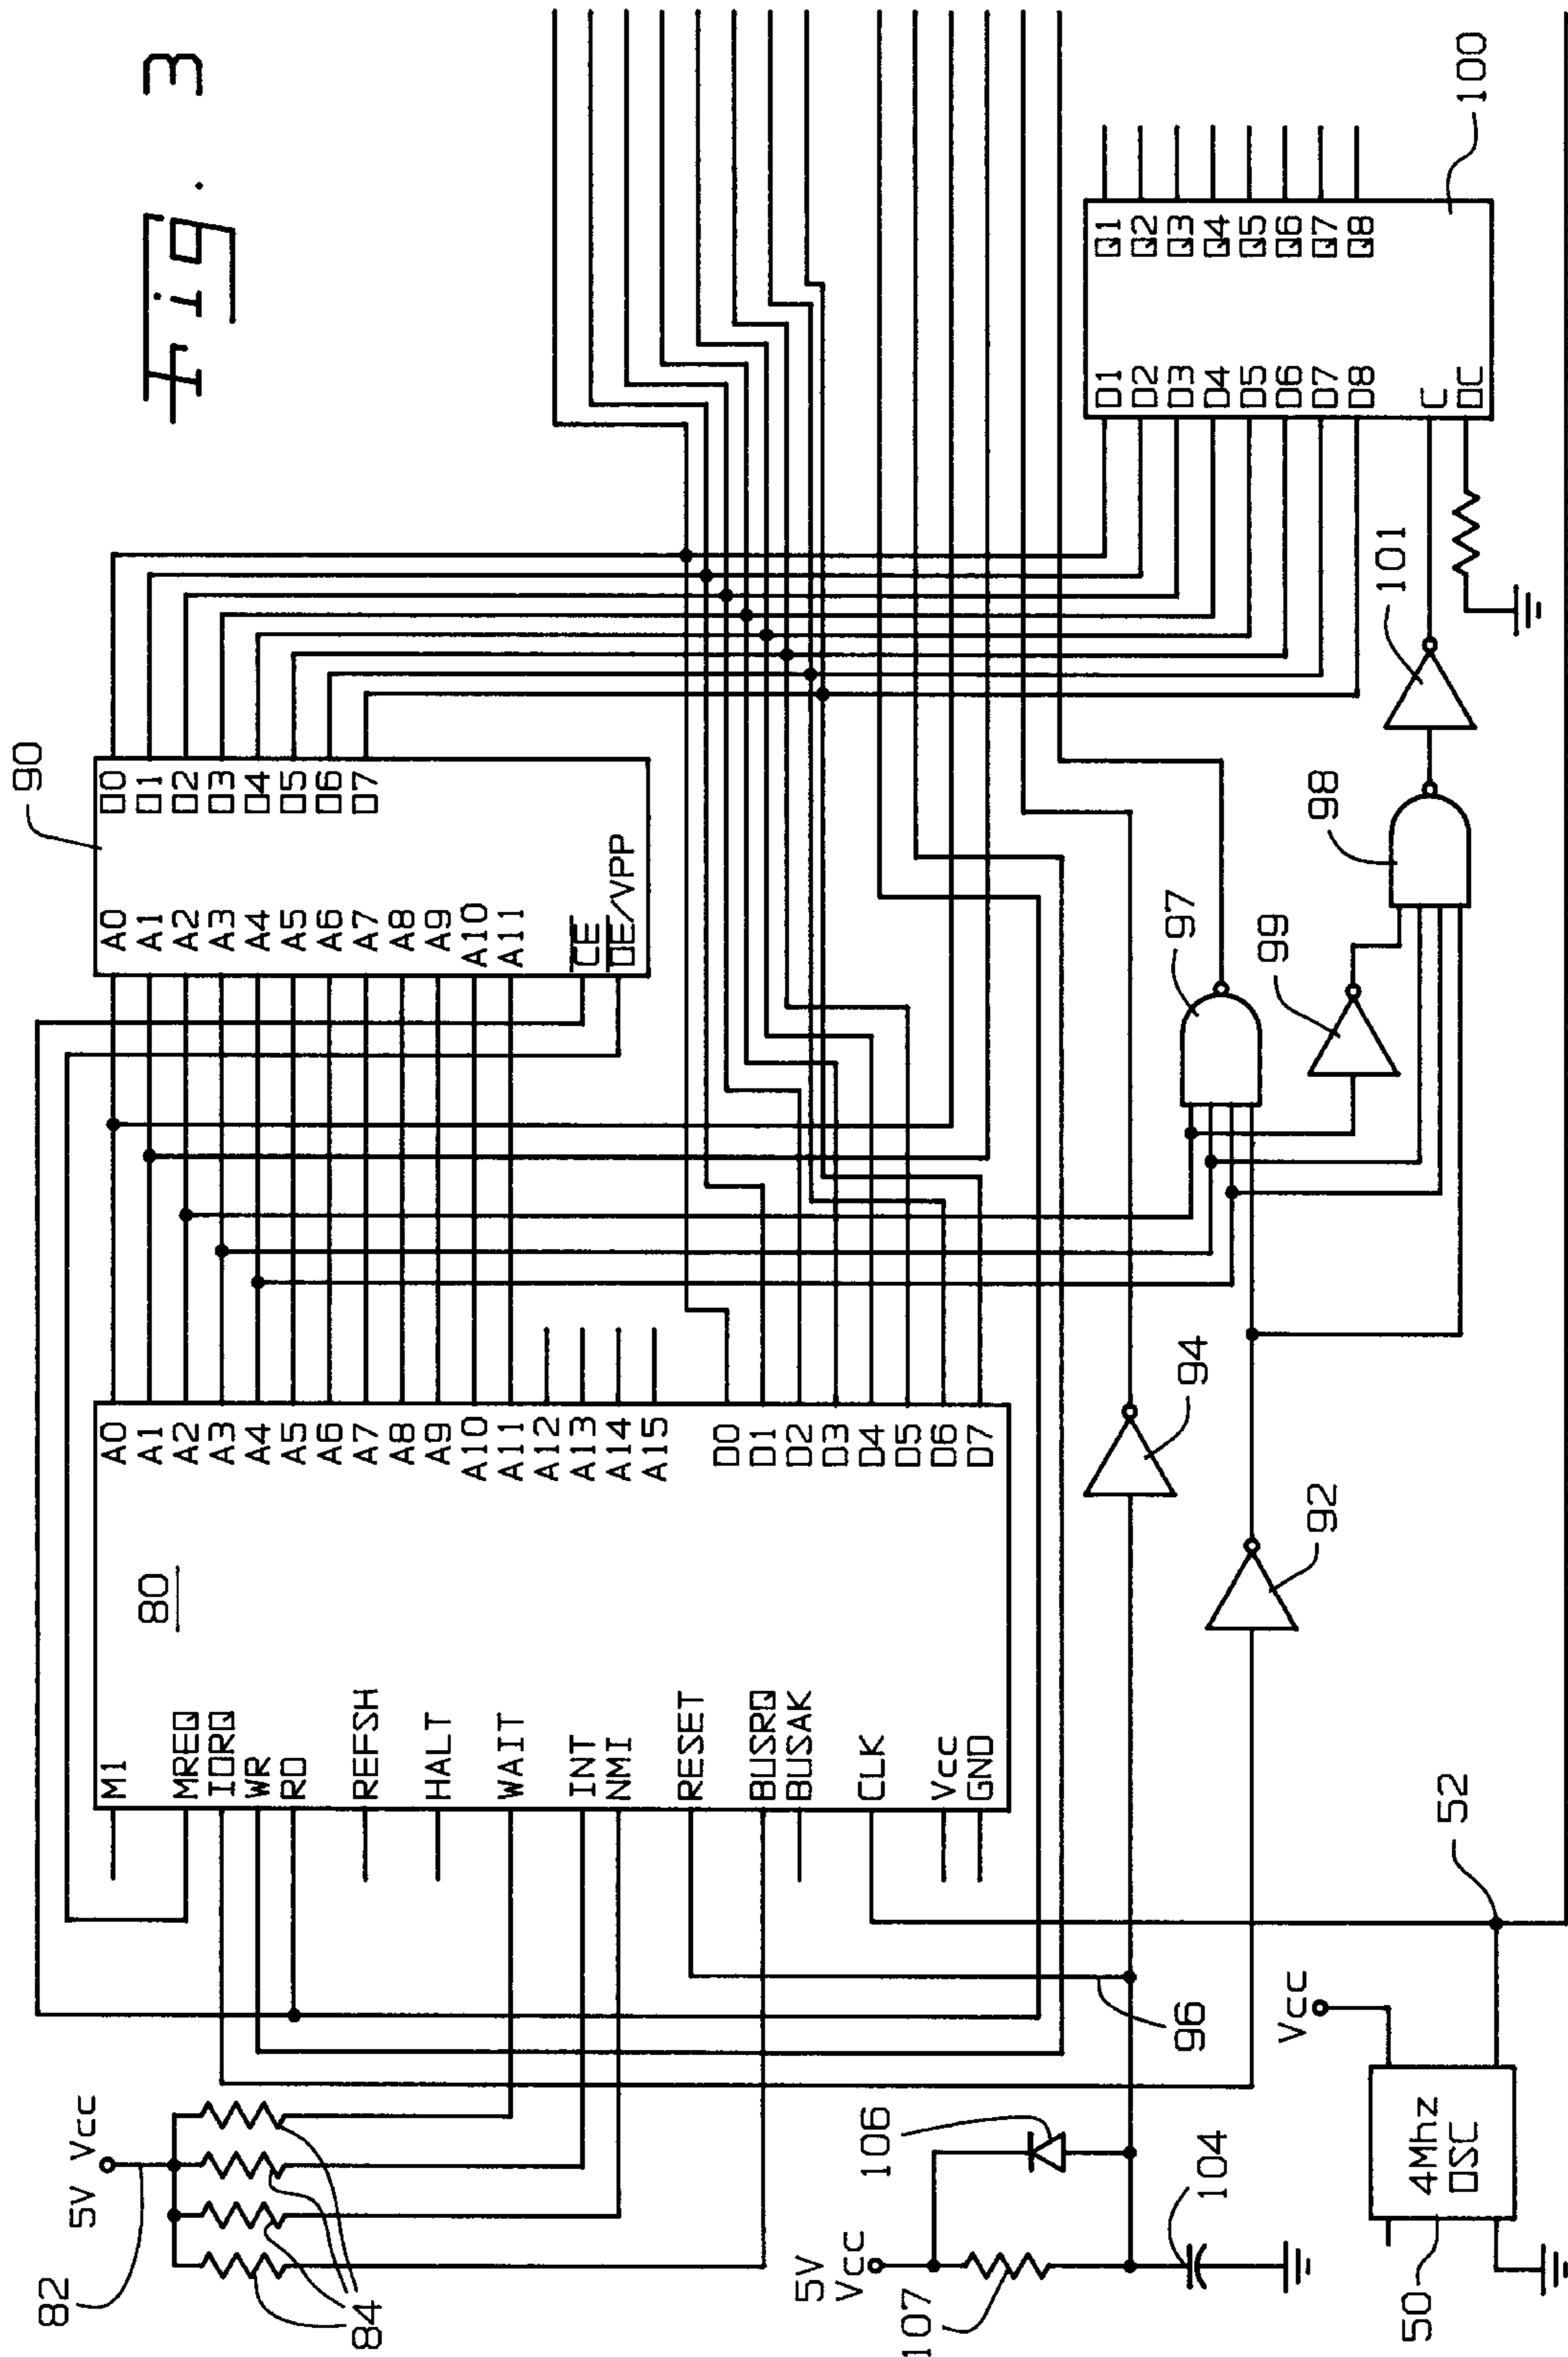 Fig. 3
82
5V Vcc
84
80
M1
MREQ
IORQ
WR
RD
REFSH
HALT
WAIT
INT
NMI
RESET
BUSRQ
BUSAK
CLK
Vcc
GND
A0
A1
A2
A3
A4
A5
A6
A7
A8
A9
A10
A11
A12
A13
A14
A15
D0
D1
D2
D3
D4
D5
D6
D7
90
A0
A1
A2
A3
A4
A5
A6
A7
A8
A9
A10
A11
CE
OE/VPP
D0
D1
D2
D3
D4
D5
D6
D7
5V
Vcc
107
106
104
96
94
92
97
99
98
101
D1
D2
D3
D4
D5
D6
D7
D8
C
OC
Q1
Q2
Q3
Q4
Q5
Q6
Q7
Q8
100
50
4Mhz
OSC
Vcc
52